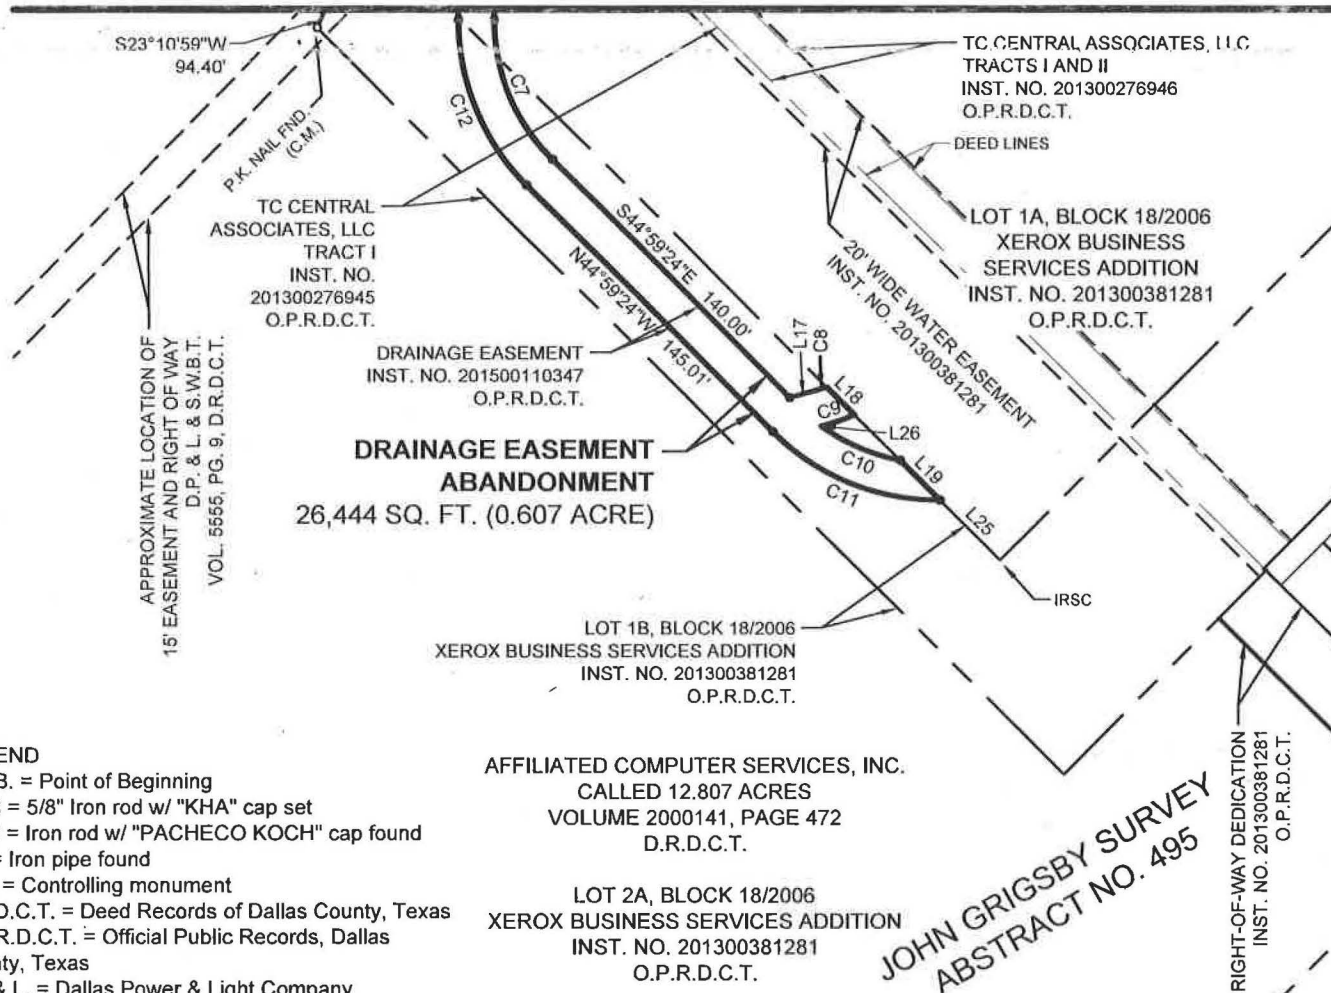 S23°10'59"W
94.40'
P.K. NAIL FND.
(C.M.)
C12
C7
TC CENTRAL ASSOCIATES, LLC
TRACTS I AND II
INST. NO. 201300276946
O.P.R.D.C.T.
DEED LINES
TC CENTRAL
ASSOCIATES, LLC
TRACT I
INST. NO.
201300276945
O.P.R.D.C.T.
S44°59'24"E
140.00'
N44°59'24"W
145.01'
LOT 1A, BLOCK 18/2006
XEROX BUSINESS
SERVICES ADDITION
INST. NO. 201300381281
O.P.R.D.C.T.
20' WIDE WATER EASEMENT
INST. NO. 201300381281
APPROXIMATE LOCATION OF
15' EASEMENT AND RIGHT OF WAY
D.P. & L. & S.W.B.T.
VOL. 5555, PG. 9, D.R.D.C.T.
DRAINAGE EASEMENT
INST. NO. 201500110347
O.P.R.D.C.T.
L17
C8
L18
C9
L26
C10
L19
C11
L25
DRAINAGE EASEMENT
ABANDONMENT
26,444 SQ. FT. (0.607 ACRE)
IRSC
LOT 1B, BLOCK 18/2006
XEROX BUSINESS SERVICES ADDITION
INST. NO. 201300381281
O.P.R.D.C.T.
AFFILIATED COMPUTER SERVICES, INC.
CALLED 12.807 ACRES
VOLUME 2000141, PAGE 472
D.R.D.C.T.
LOT 2A, BLOCK 18/2006
XEROX BUSINESS SERVICES ADDITION
INST. NO. 201300381281
O.P.R.D.C.T.
JOHN GRIGSBY SURVEY
ABSTRACT NO. 495
RIGHT-OF-WAY DEDICATION
INST. NO. 201300381281
O.P.R.D.C.T.
END
B. = Point of Beginning
= 5/8" Iron rod w/ "KHA" cap set
= Iron rod w/ "PACHECO KOCH" cap found
= Iron pipe found
= Controlling monument
D.C.T. = Deed Records of Dallas County, Texas
R.D.C.T. = Official Public Records, Dallas
nty, Texas
& L. = Dallas Power & Light Company